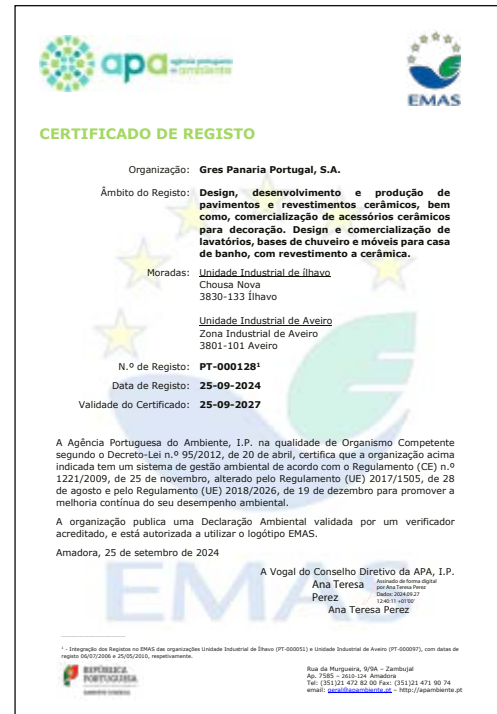 apa agência portuguesa
do ambiente
EMAS
CERTIFICADO DE REGISTO
Organização: Gres Panaria Portugal, S.A.
Âmbito do Registo: Design, desenvolvimento e produção de
pavimentos e revestimentos cerâmicos, bem
como, comercialização de acessórios cerâmicos
para decoração. Design e comercialização de
lavatórios, bases de chuveiro e móveis para casa
de banho, com revestimento a cerâmica.
Moradas: Unidade Industrial de ílhavo
Chousa Nova
3830-133 Ílhavo
Unidade Industrial de Aveiro
Zona Industrial de Aveiro
3801-101 Aveiro
N.º de Registo: PT-000128¹
Data de Registo: 25-09-2024
Validade do Certificado: 25-09-2027
A Agência Portuguesa do Ambiente, I.P. na qualidade de Organismo Competente
segundo o Decreto-Lei n.º 95/2012, de 20 de abril, certifica que a organização acima
indicada tem um sistema de gestão ambiental de acordo com o Regulamento (CE) n.º
1221/2009, de 25 de novembro, alterado pelo Regulamento (UE) 2017/1505, de 28
de agosto e pelo Regulamento (UE) 2018/2026, de 19 de dezembro para promover a
melhoria contínua do seu desempenho ambiental.
A organização publica uma Declaração Ambiental validada por um verificador
acreditado, e está autorizada a utilizar o logótipo EMAS.
Amadora, 25 de setembro de 2024
A Vogal do Conselho Diretivo da APA, I.P.
Ana Teresa
Perez
Assinado de forma digital
por Ana Teresa Perez
Dados: 2024.09.27
12:40:11 +01'00'
Ana Teresa Perez
EMAS
¹ - Integração dos Registos no EMAS das organizações Unidade Industrial de Ílhavo (PT-000051) e Unidade Industrial de Aveiro (PT-000097), com datas de
registo 06/07/2006 e 25/05/2010, respetivamente.
REPÚBLICA
PORTUGUESA
Rua da Murgueira, 9/9A – Zambujal
Ap. 7585 – 2610-124 Amadora
Tel: (351)21 472 82 00 Fax: (351)21 471 90 74
email: geral@apambiente.pt – http://apambiente.pt